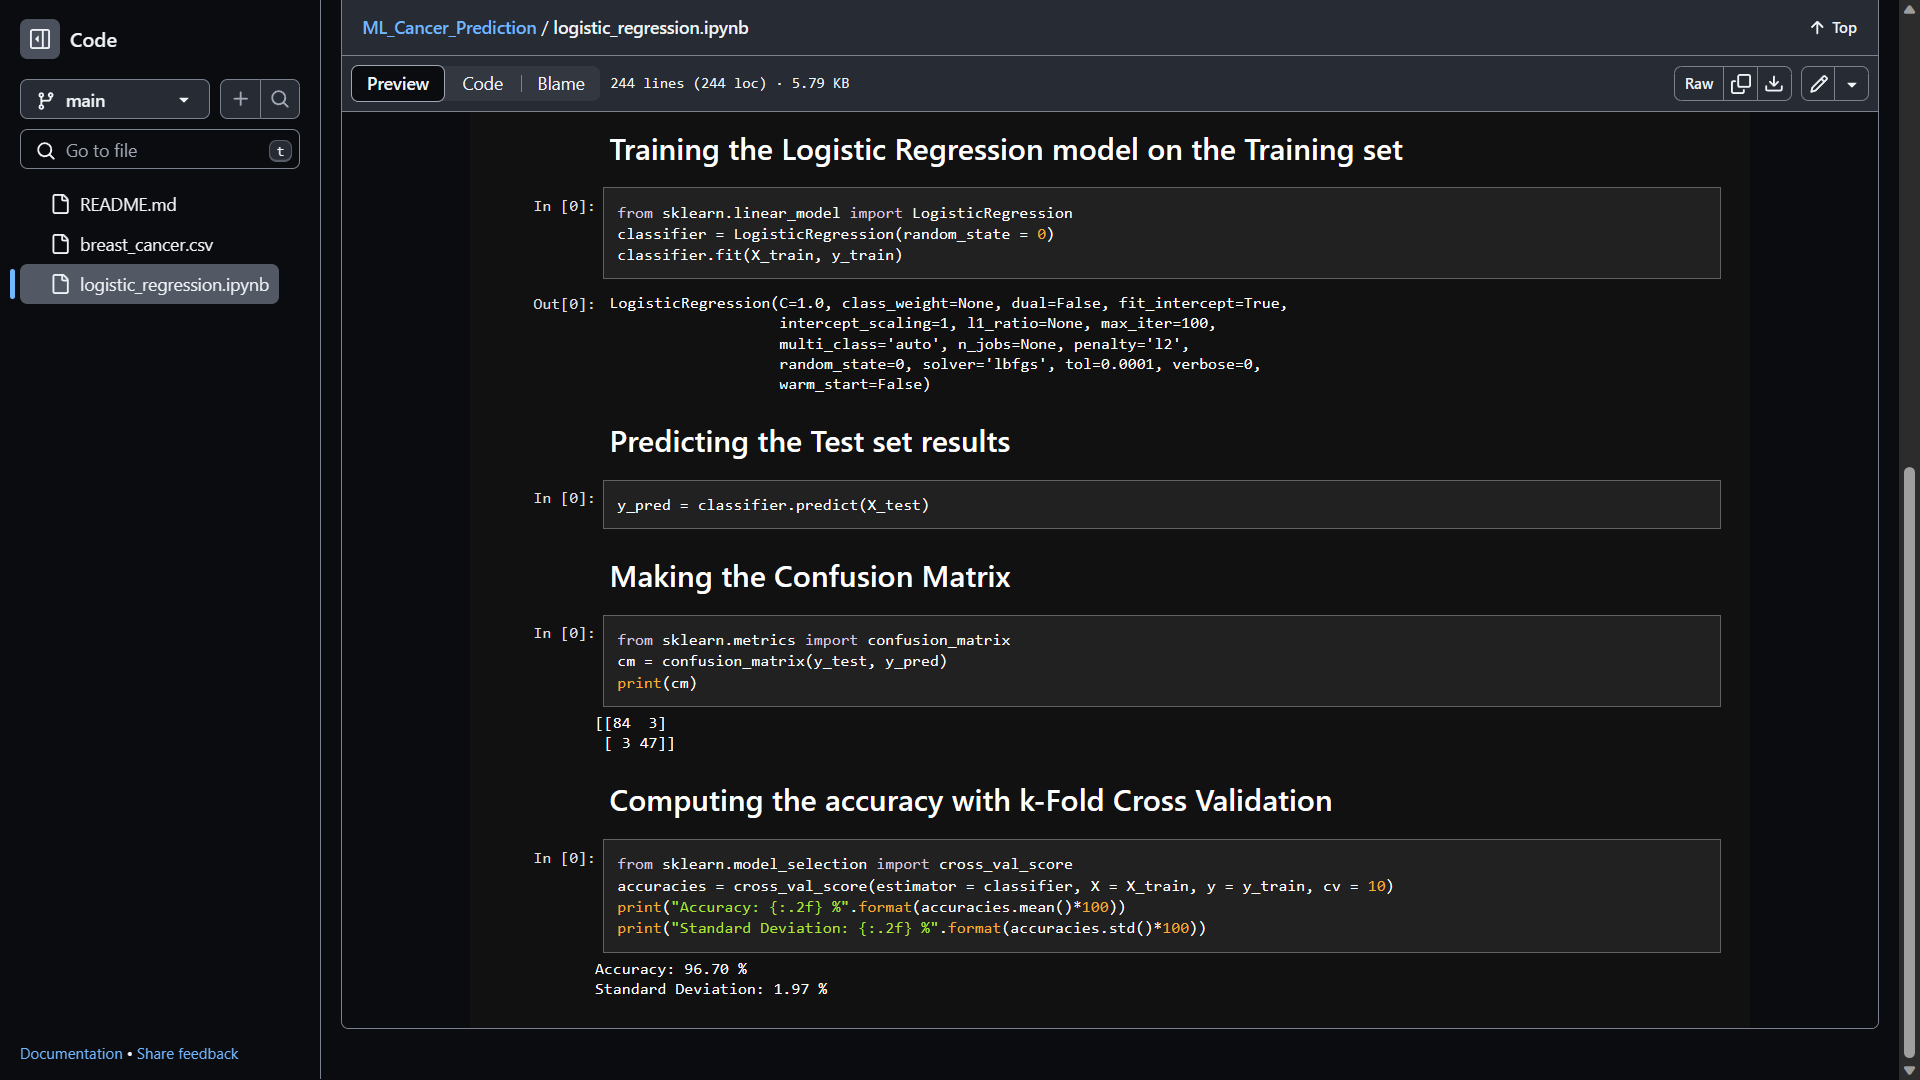 Code
main
Go to file
t
README.md
breast_cancer.csv
logistic_regression.ipynb
Documentation • Share feedback
ML_Cancer_Prediction / logistic_regression.ipynb
Top
Preview
Code
Blame
244 lines (244 loc) · 5.79 KB
Raw
Training the Logistic Regression model on the Training set
In [0]:
from sklearn.linear_model import LogisticRegression
classifier = LogisticRegression(random_state = 0)
classifier.fit(X_train, y_train)
Out[0]: LogisticRegression(C=1.0, class_weight=None, dual=False, fit_intercept=True,
intercept_scaling=1, l1_ratio=None, max_iter=100,
multi_class='auto', n_jobs=None, penalty='l2',
random_state=0, solver='lbfgs', tol=0.0001, verbose=0,
warm_start=False)
Predicting the Test set results
In [0]:
y_pred = classifier.predict(X_test)
Making the Confusion Matrix
In [0]:
from sklearn.metrics import confusion_matrix
cm = confusion_matrix(y_test, y_pred)
print(cm)
[[84  3]
 [ 3 47]]
Computing the accuracy with k-Fold Cross Validation
In [0]:
from sklearn.model_selection import cross_val_score
accuracies = cross_val_score(estimator = classifier, X = X_train, y = y_train, cv = 10)
print("Accuracy: {:.2f} %".format(accuracies.mean()*100))
print("Standard Deviation: {:.2f} %".format(accuracies.std()*100))
Accuracy: 96.70 %
Standard Deviation: 1.97 %